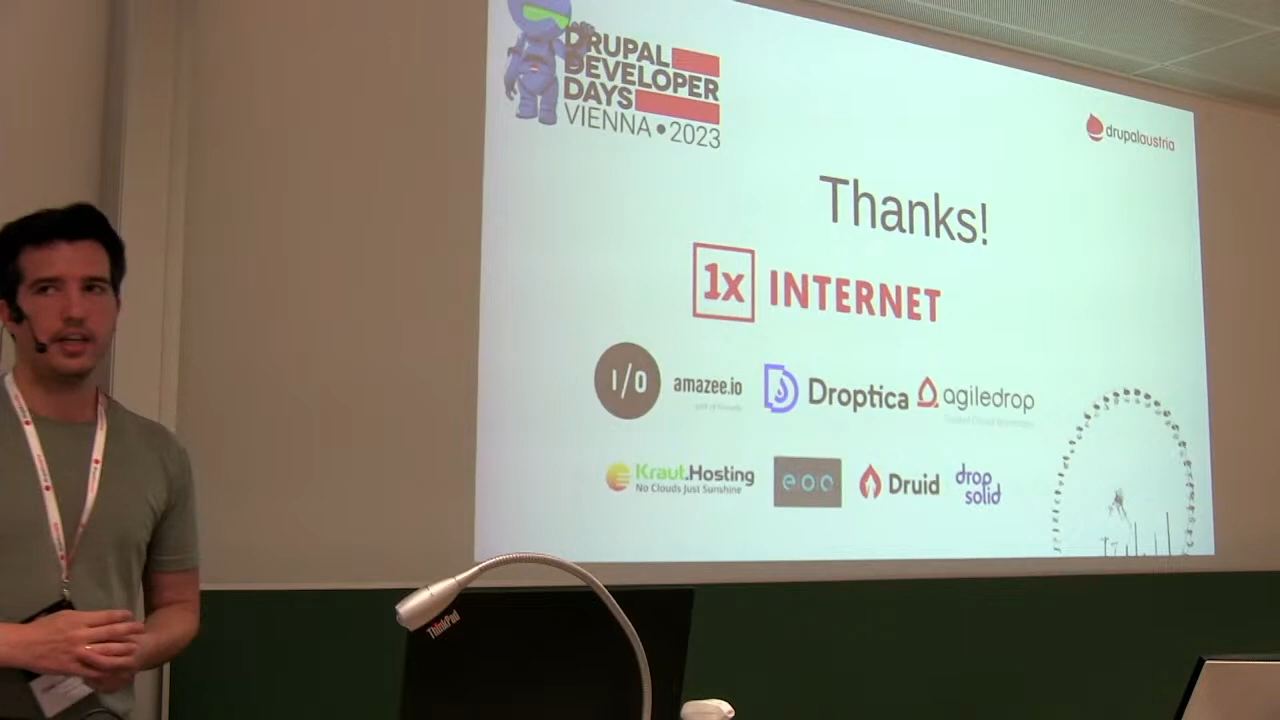 DRUPAL
DEVELOPER
DAYS
VIENNA • 2023
drupalaustria
Thanks!
1x INTERNET
I/O amazee.io
Droptica
agiledrop
Kraut.Hosting
No Clouds Just Sunshine
eoo
Druid
drop
solid
ThinkPad